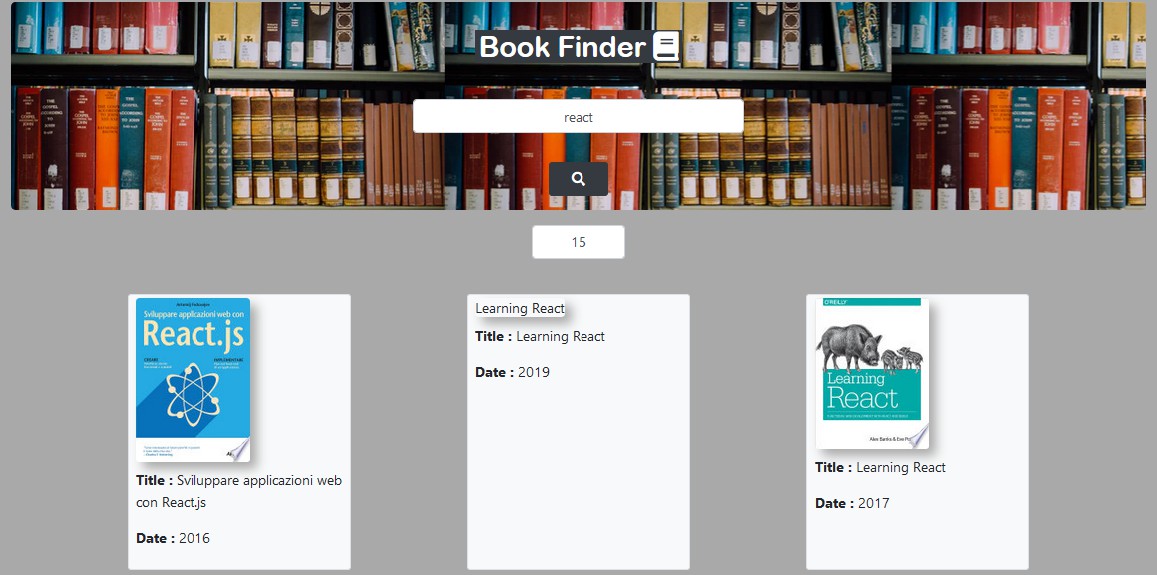 Book Finder
react
15
Sviluppare applicazioni web con
React.js
Title : Sviluppare applicazioni web
con React.js
Date : 2016
Learning React
Title : Learning React
Date : 2019
O'REILLY
Learning
React
Alex Banks & Eve
Title : Learning React
Date : 2017